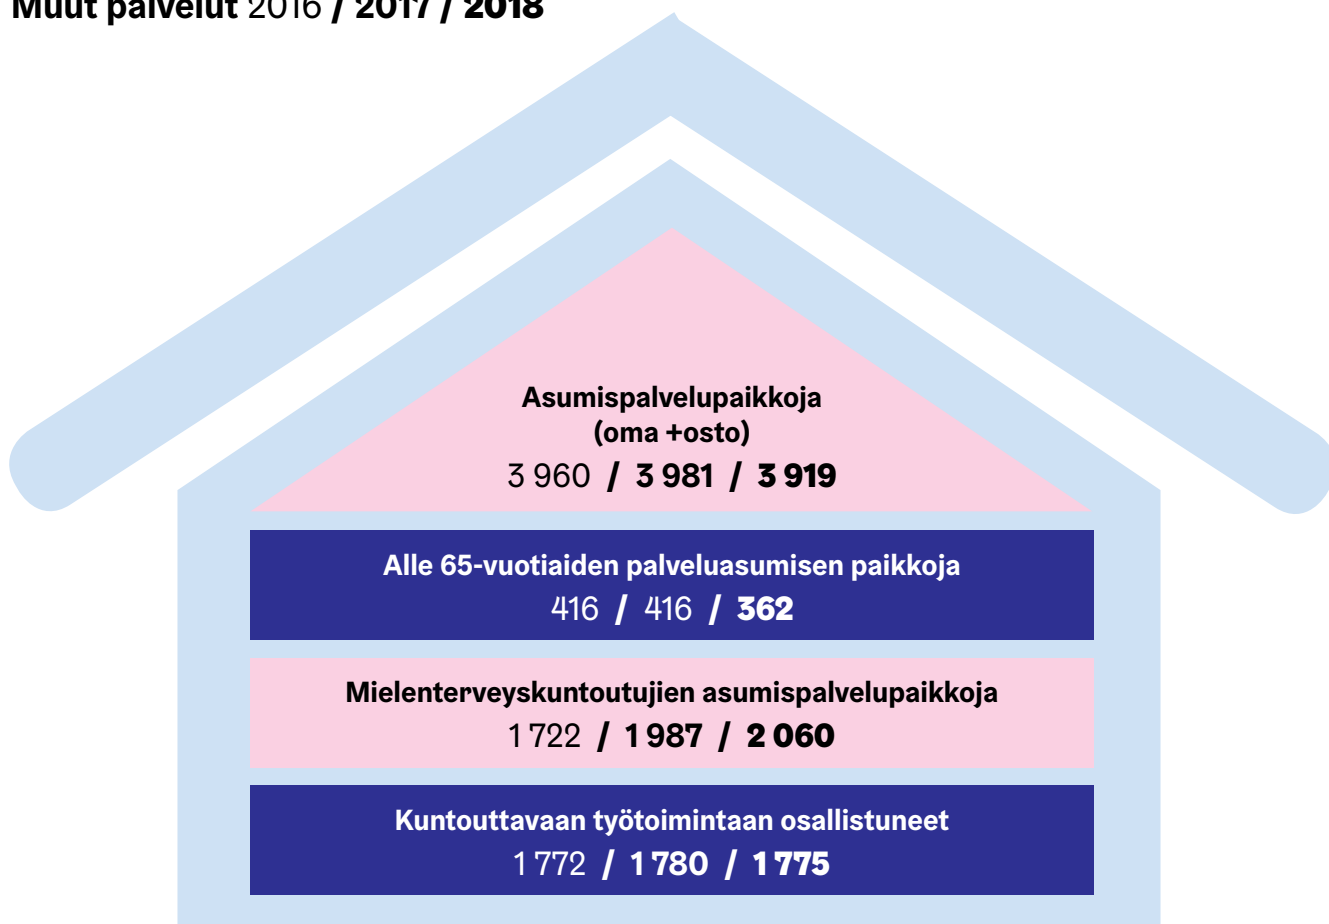 Muut palvelut 2016 / 2017 / 2018
Asumispalvelupaikkoja
(oma +osto)
3 960 / 3 981 / 3 919
Alle 65-vuotiaiden palveluasumisen paikkoja
416 / 416 / 362
Mielenterveyskuntoutujien asumispalvelupaikkoja
1 722 / 1 987 / 2 060
Kuntouttavaan työtoimintaan osallistuneet
1 772 / 1 780 / 1 775